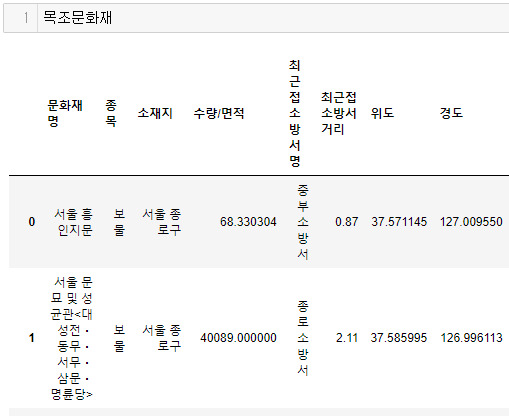 1 목조문화재
문화재명 종목 소재지 수량/면적 최근접소방서명 최근접소방서거리 위도 경도
0 서울 흥인지문 보물 서울 종로구 68.330304 중부소방서 0.87 37.571145 127.009550
1 서울 문묘 및 성균관<대성전・동무・서무・삼문・명륜당> 보물 서울 종로구 40089.000000 종로소방서 2.11 37.585995 126.996113